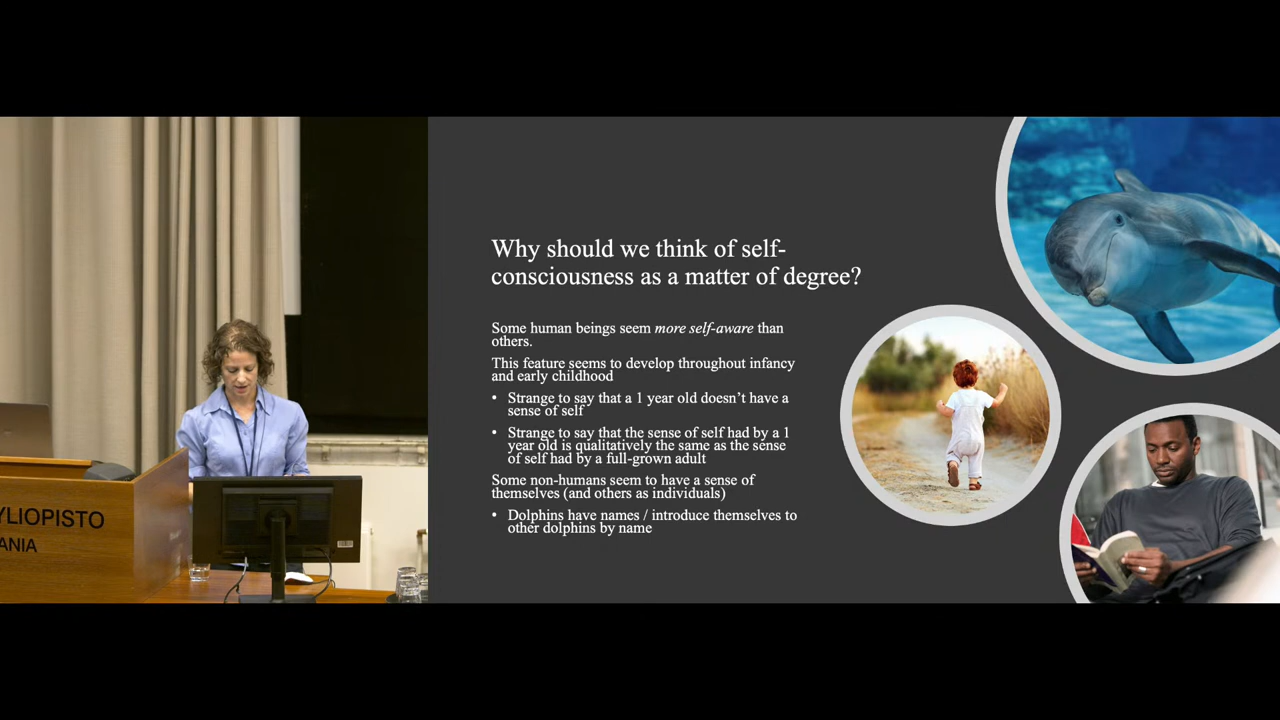 Why should we think of self-
consciousness as a matter of degree?
Some human beings seem more self-aware than
others.
This feature seems to develop throughout infancy
and early childhood
• Strange to say that a 1 year old doesn’t have a
sense of self
• Strange to say that the sense of self had by a 1
year old is qualitatively the same as the sense
of self had by a full-grown adult
Some non-humans seem to have a sense of
themselves (and others as individuals)
• Dolphins have names / introduce themselves to
other dolphins by name
YLIOPISTO
ANIA